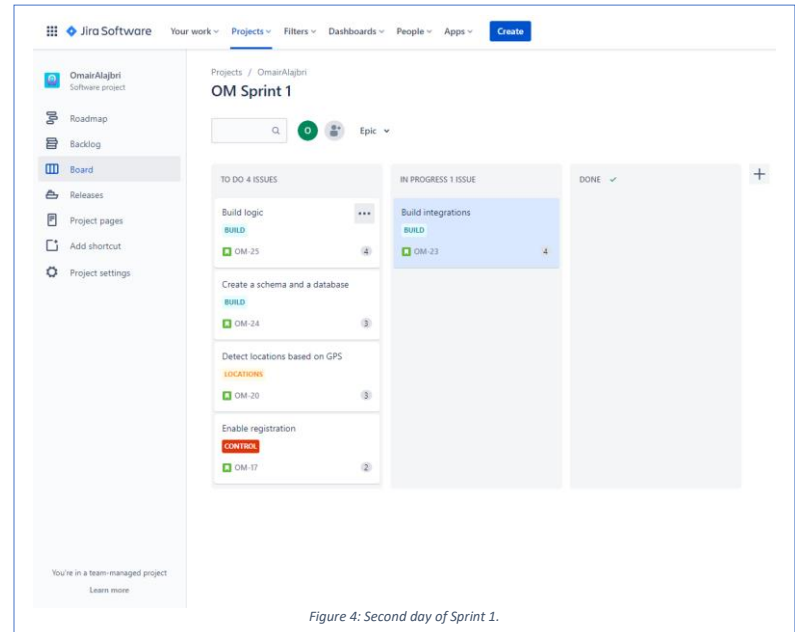 Jira Software Your work Projects Filters Dashboards People Apps Create
OmairAlajbri
Software project
Roadmap
Backlog
Board
Releases
Project pages
Add shortcut
Project settings
You're in a team-managed project
Learn more
Projects / OmairAlajbri
OM Sprint 1
O Epic
TO DO 4 ISSUES
Build logic
BUILD
OM-25 4
Create a schema and a database
BUILD
OM-24 3
Detect locations based on GPS
LOCATIONS
OM-20 3
Enable registration
CONTROL
OM-17 2
IN PROGRESS 1 ISSUE
Build integrations
BUILD
OM-23 4
DONE
Figure 4: Second day of Sprint 1.